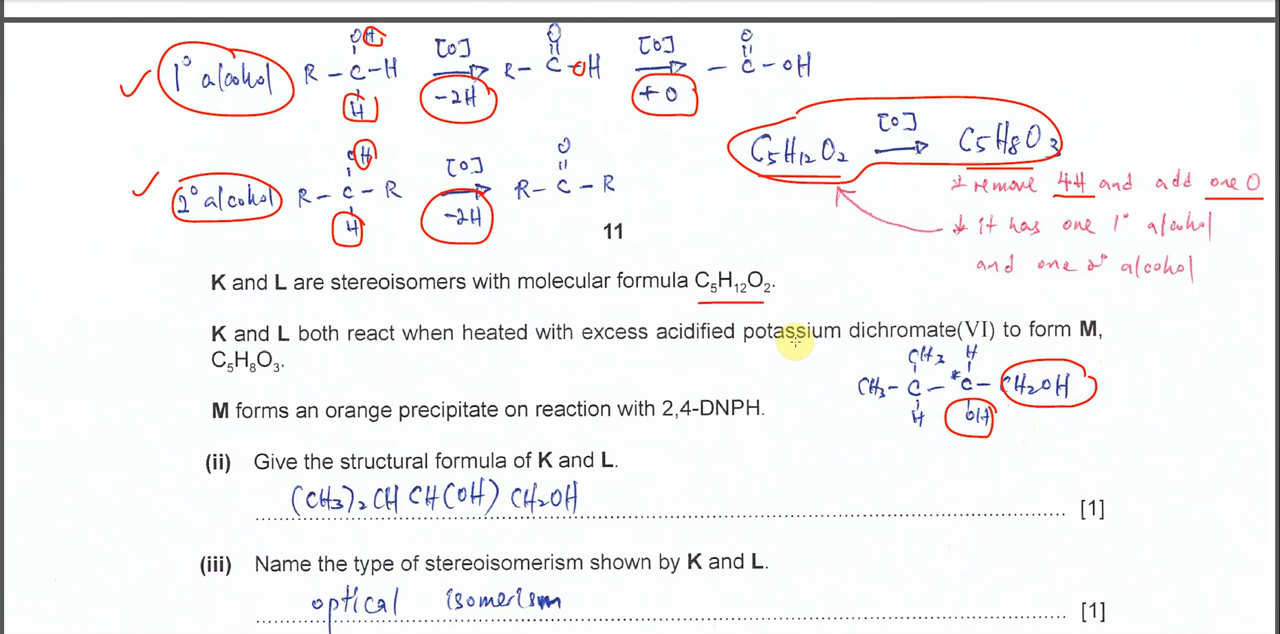 OH O O
1° alcohol R – C – H [O] R – C – OH [O] – C – OH
H –2H + O
C5H12O2 [O] C5H8O3
* remove 4H and add one O
OH O
2° alcohol R – C – R [O] R – C – R
H –2H
* it has one 1° alcohol
and one 2° alcohol
11
K and L are stereoisomers with molecular formula C₅H₁₂O₂.
K and L both react when heated with excess acidified potassium dichromate(VI) to form M,
C₅H₈O₃.
CH3 H
CH3 – C – *C – CH2OH
H OH
M forms an orange precipitate on reaction with 2,4-DNPH.
(ii) Give the structural formula of K and L.
(CH3)2 CH CH(OH) CH2OH
[1]
(iii) Name the type of stereoisomerism shown by K and L.
optical isomerism
[1]